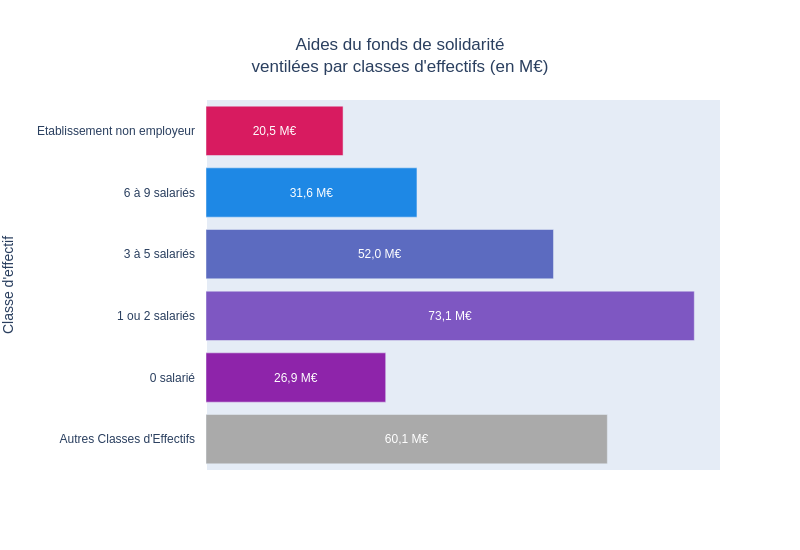 Aides du fonds de solidarité
ventilées par classes d'effectifs (en M€)
Classe d'effectif
Etablissement non employeur
20,5 M€
6 à 9 salariés
31,6 M€
3 à 5 salariés
52,0 M€
1 ou 2 salariés
73,1 M€
0 salarié
26,9 M€
Autres Classes d'Effectifs
60,1 M€